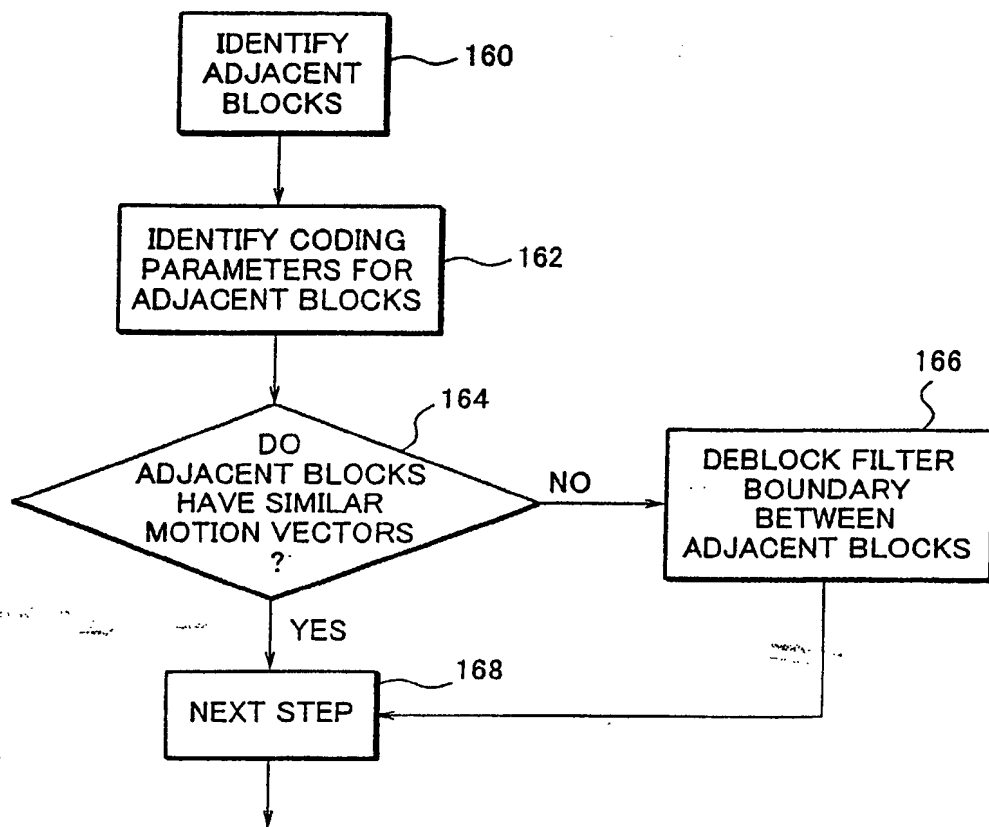 IDENTIFY
ADJACENT
BLOCKS
160
IDENTIFY CODING
PARAMETERS FOR
ADJACENT BLOCKS
162
164
DO
ADJACENT BLOCKS
HAVE SIMILAR
MOTION VECTORS
?
NO
166
DEBLOCK FILTER
BOUNDARY
BETWEEN
ADJACENT BLOCKS
YES
168
NEXT STEP